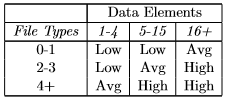 Data Elements
File Types 1-4 5-15 16+
0-1 Low Low Avg
2-3 Low Avg High
4+ Avg High High